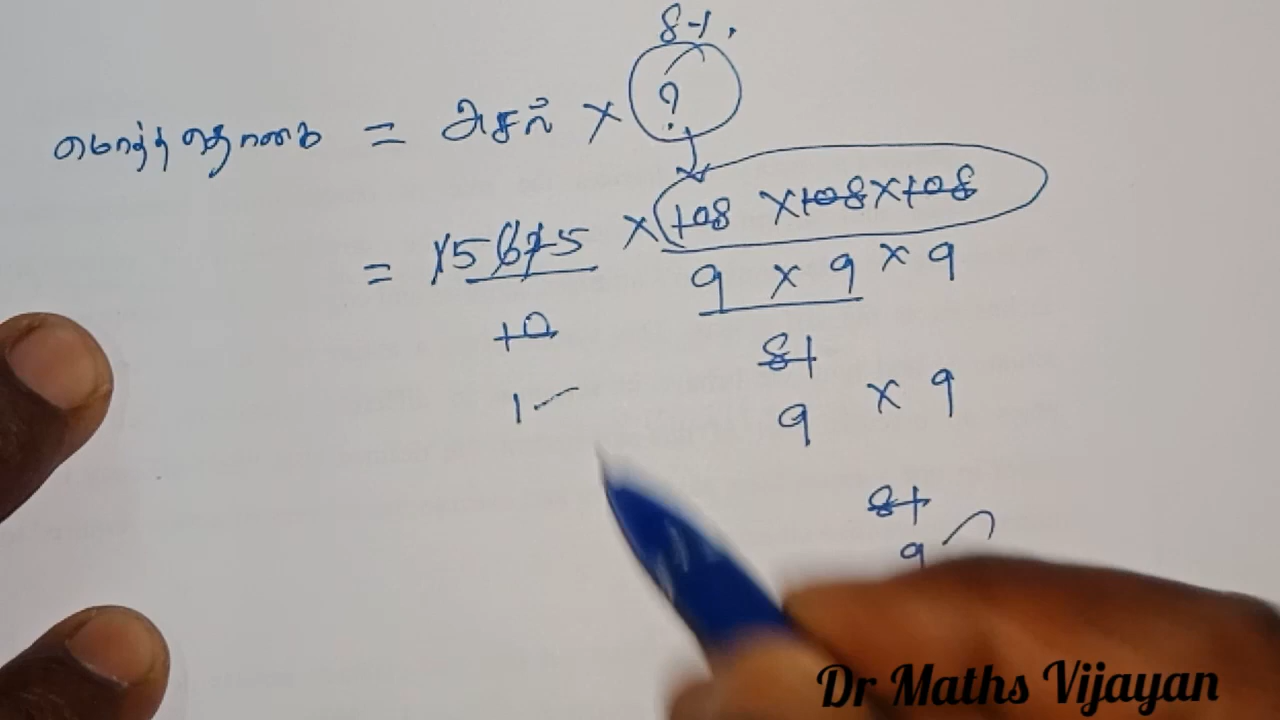 8-1.
மொத்த தொகை = அசல் × ?
= 15675 × 108 × 108 × 108
9 × 9 × 9
10 81
1 9 × 9
81
9
Dr Maths Vijayan